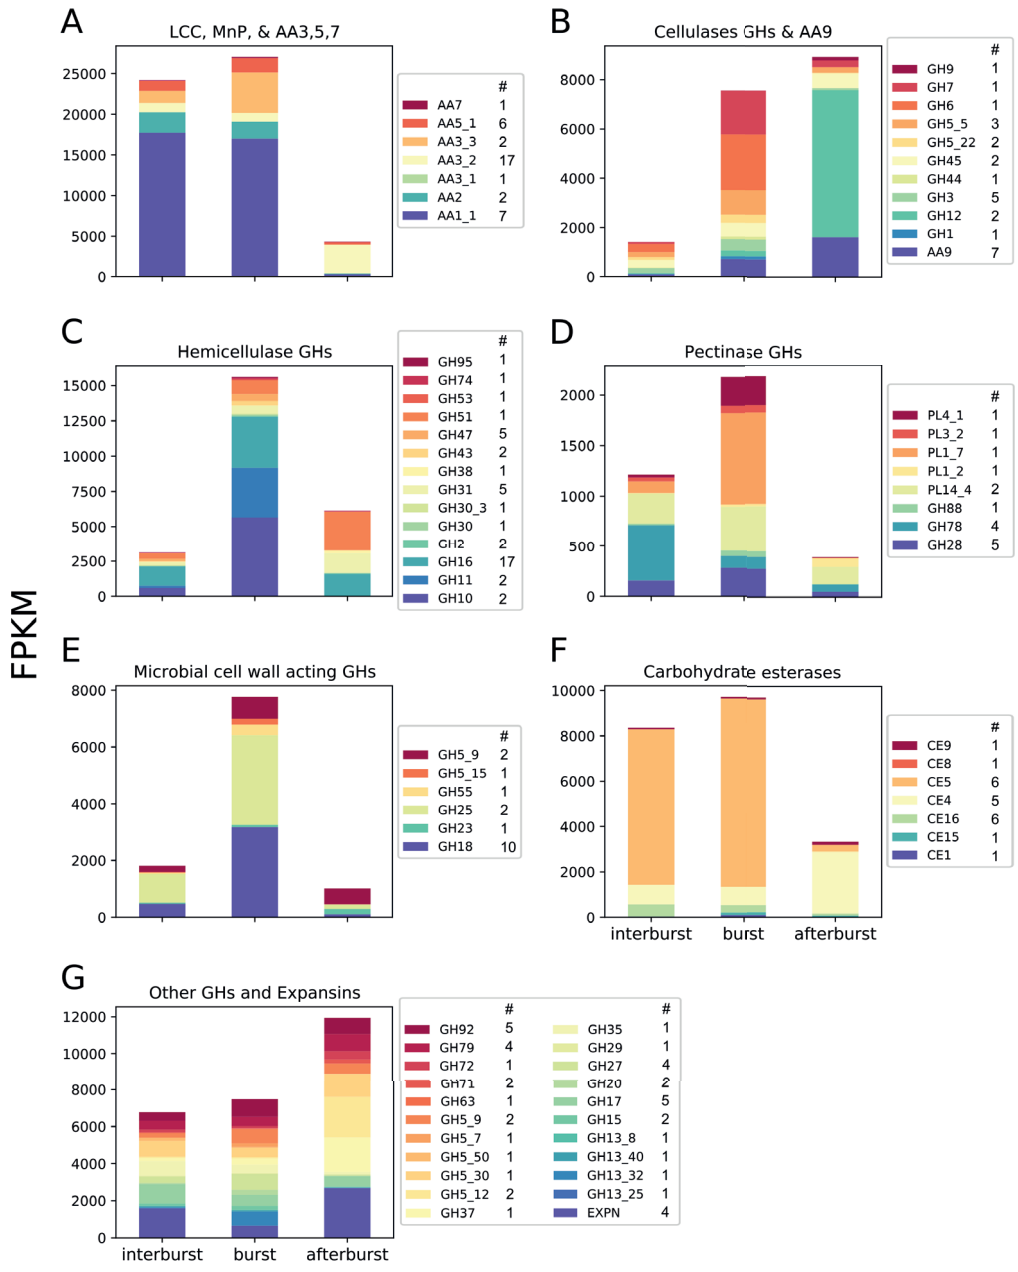 A
LCC, MnP, & AA3,5,7
25000
20000
15000
10000
5000
0
#
AA7 1
AA5_1 6
AA3_3 2
AA3_2 17
AA3_1 1
AA2 2
AA1_1 7
B
Cellulases GHs & AA9
8000
6000
4000
2000
0
#
GH9 1
GH7 1
GH6 1
GH5_5 3
GH5_22 2
GH45 2
GH44 1
GH3 5
GH12 2
GH1 1
AA9 7
C
Hemicellulase GHs
15000
12500
10000
7500
5000
2500
0
#
GH95 1
GH74 1
GH53 1
GH51 1
GH47 5
GH43 2
GH38 1
GH31 5
GH30_3 1
GH30 1
GH2 2
GH16 17
GH11 2
GH10 2
D
Pectinase GHs
2000
1500
1000
500
0
#
PL4_1 1
PL3_2 1
PL1_7 1
PL1_2 1
PL14_4 2
GH88 1
GH78 4
GH28 5
FPKM
E
Microbial cell wall acting GHs
8000
6000
4000
2000
0
#
GH5_9 2
GH5_15 1
GH55 1
GH25 2
GH23 1
GH18 10
F
Carbohydrate esterases
10000
8000
6000
4000
2000
0
interburst burst afterburst
#
CE9 1
CE8 1
CE5 6
CE4 5
CE16 6
CE15 1
CE1 1
G
Other GHs and Expansins
12000
10000
8000
6000
4000
2000
0
interburst burst afterburst
# #
GH92 5 GH35 1
GH79 4 GH29 1
GH72 1 GH27 4
GH71 2 GH20 2
GH63 1 GH17 5
GH5_9 2 GH15 2
GH5_7 1 GH13_8 1
GH5_50 1 GH13_40 1
GH5_30 1 GH13_32 1
GH5_12 2 GH13_25 1
GH37 1 EXPN 4